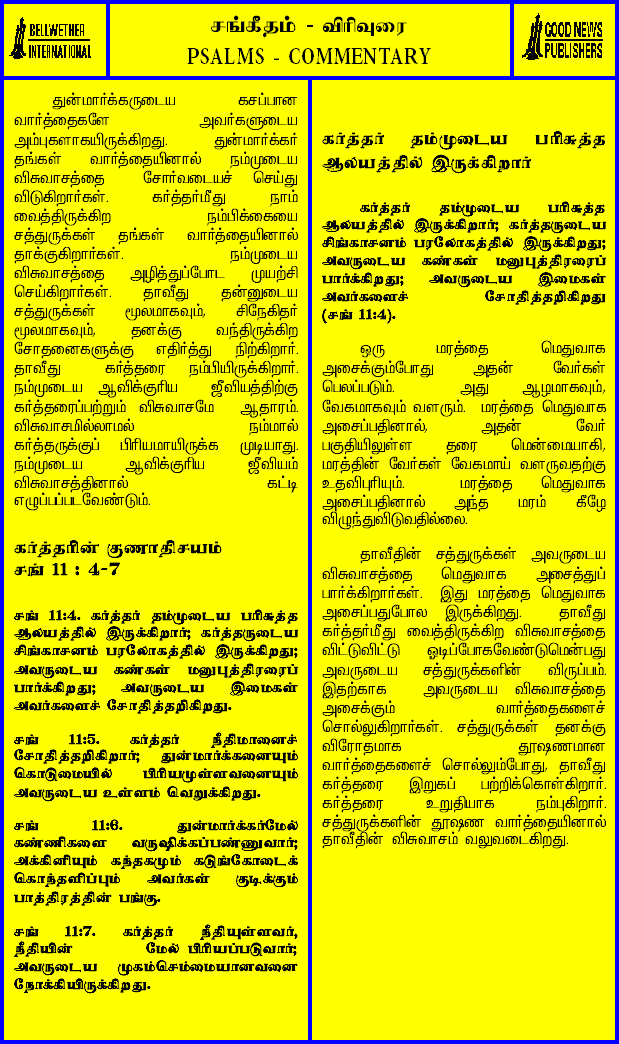 BELLWETHER
INTERNATIONAL
சங்கீதம் - விரிவுரை
PSALMS - COMMENTARY
GOOD NEWS
PUBLISHERS
துன்மார்க்கருடைய கசப்பான
வார்த்தைகளே அவர்களுடைய
அம்புகளாகயிருக்கிறது. துன்மார்க்கர்
தங்கள் வார்த்தையினால் நம்முடைய
விசுவாசத்தை சோர்வடையச் செய்து
விடுகிறார்கள். கர்த்தர்மீது நாம்
வைத்திருக்கிற நம்பிக்கையை
சத்துருக்கள் தங்கள் வார்த்தையினால்
தாக்குகிறார்கள். நம்முடைய
விசுவாசத்தை அழித்துப்போட முயற்சி
செய்கிறார்கள். தாவீது தன்னுடைய
சத்துருக்கள் மூலமாகவும், சிநேகிதர்
மூலமாகவும், தனக்கு வந்திருக்கிற
சோதனைகளுக்கு எதிர்த்து நிற்கிறார்.
தாவீது கர்த்தரை நம்பியிருக்கிறார்.
நம்முடைய ஆவிக்குரிய ஜீவியத்திற்கு
கர்த்தரைப்பற்றும் விசுவாசமே ஆதாரம்.
விசுவாசமில்லாமல் நம்மால்
கர்த்தருக்குப் பிரியமாயிருக்க முடியாது.
நம்முடைய ஆவிக்குரிய ஜீவியம்
விசுவாசத்தினால் கட்டி
எழுப்பப்படவேண்டும்.
கர்த்தரின் குணாதிசயம்
சங் 11 : 4-7
சங் 11:4. கர்த்தர் தம்முடைய பரிசுத்த
ஆலயத்தில் இருக்கிறார்; கர்த்தருடைய
சிங்காசனம் பரலோகத்தில் இருக்கிறது;
அவருடைய கண்கள் மனுபுத்திரரைப்
பார்க்கிறது; அவருடைய இமைகள்
அவர்களைச் சோதித்தறிகிறது.
சங் 11:5. கர்த்தர் நீதிமானைச்
சோதித்தறிகிறார்; துன்மார்க்கனையும்
கொடுமையில் பிரியமுள்ளவனையும்
அவருடைய உள்ளம் வெறுக்கிறது.
சங் 11:6. துன்மார்க்கர்மேல்
கண்ணிகளை வருஷிக்கப்பண்ணுவார்;
அக்கினியும் கந்தகமும் கடுங்கோடைக்
கொந்தளிப்பும் அவர்கள் குடிக்கும்
பாத்திரத்தின் பங்கு.
சங் 11:7. கர்த்தர் நீதியுள்ளவர்,
நீதியின் மேல் பிரியப்படுவார்;
அவருடைய முகம்செம்மையானவனை
நோக்கியிருக்கிறது.
கர்த்தர் தம்முடைய பரிசுத்த
ஆலயத்தில் இருக்கிறார்
கர்த்தர் தம்முடைய பரிசுத்த
ஆலயத்தில் இருக்கிறார்; கர்த்தருடைய
சிங்காசனம் பரலோகத்தில் இருக்கிறது;
அவருடைய கண்கள் மனுபுத்திரரைப்
பார்க்கிறது; அவருடைய இமைகள்
அவர்களைச் சோதித்தறிகிறது
(சங் 11:4).
ஒரு மரத்தை மெதுவாக
அசைக்கும்போது அதன் வேர்கள்
பெலப்படும். அது ஆழமாகவும்,
வேகமாகவும் வளரும். மரத்தை மெதுவாக
அசைப்பதினால், அதன் வேர்
பகுதியிலுள்ள தரை மென்மையாகி,
மரத்தின் வேர்கள் வேகமாய் வளருவதற்கு
உதவிபுரியும். மரத்தை மெதுவாக
அசைப்பதினால் அந்த மரம் கீழே
விழுந்துவிடுவதில்லை.
தாவீதின் சத்துருக்கள் அவருடைய
விசுவாசத்தை மெதுவாக அசைத்துப்
பார்க்கிறார்கள். இது மரத்தை மெதுவாக
அசைப்பதுபோல இருக்கிறது. தாவீது
கர்த்தர்மீது வைத்திருக்கிற விசுவாசத்தை
விட்டுவிட்டு ஓடிப்போகவேண்டுமென்பது
அவருடைய சத்துருக்களின் விருப்பம்.
இதற்காக அவருடைய விசுவாசத்தை
அசைக்கும் வார்த்தைகளைச்
சொல்லுகிறார்கள். சத்துருக்கள் தனக்கு
விரோதமாக தூஷணமான
வார்த்தைகளைச் சொல்லும்போது, தாவீது
கர்த்தரை இறுகப் பற்றிக்கொள்கிறார்.
கர்த்தரை உறுதியாக நம்புகிறார்.
சத்துருக்களின் தூஷண வார்த்தையினால்
தாவீதின் விசுவாசம் வலுவடைகிறது.